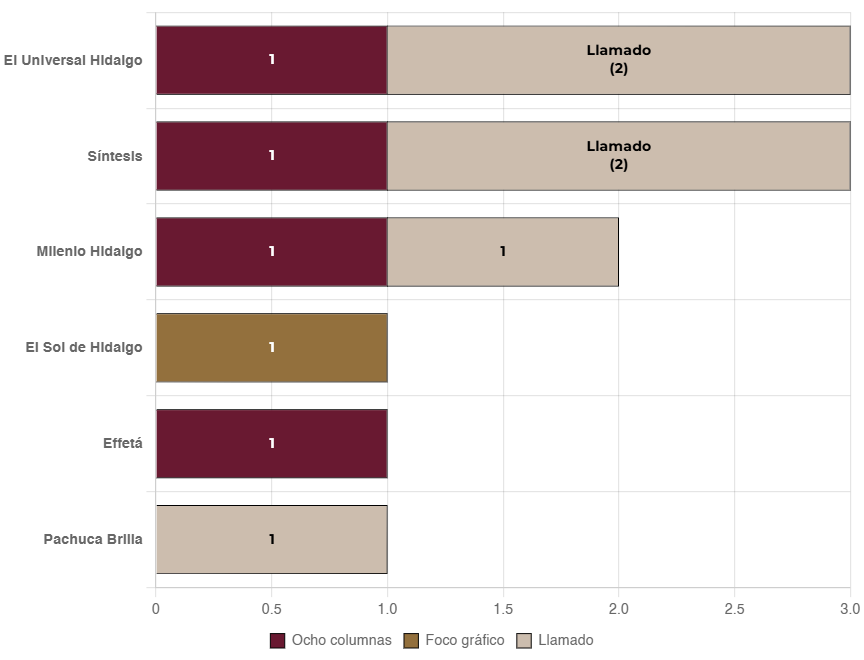 El Universal Hidalgo
1
Llamado
(2)
Síntesis
1
Llamado
(2)
Milenio Hidalgo
1
1
El Sol de Hidalgo
1
Effetá
1
Pachuca Brilla
1
0
0.5
1.0
1.5
2.0
2.5
3.0
Ocho columnas
Foco gráfico
Llamado